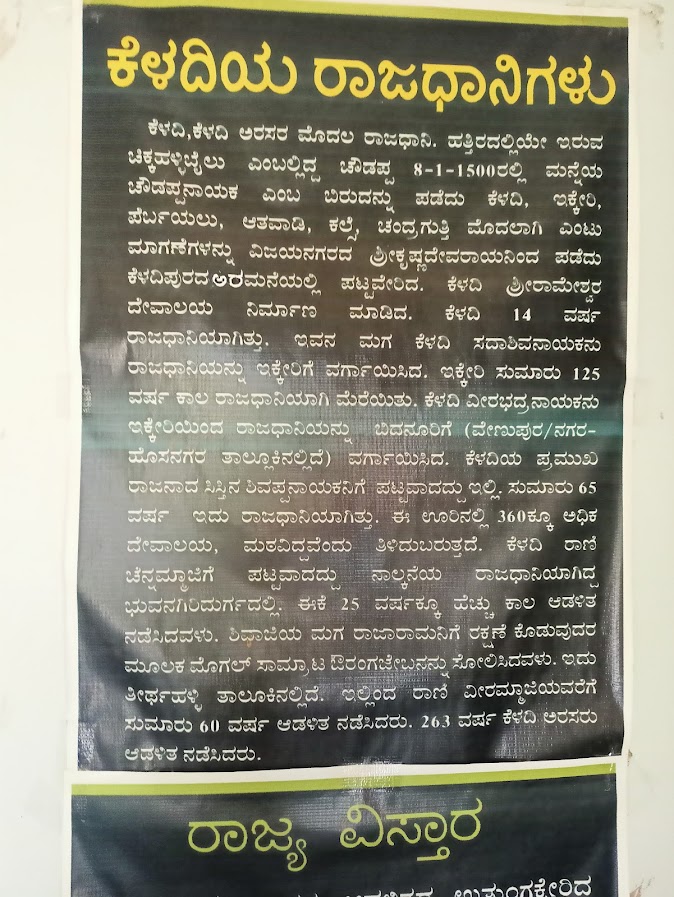 ಕೆಳದಿಯ ರಾಜಧಾನಿಗಳು
ಕೆಳದಿ,ಕೆಳದಿ ಅರಸರ ಮೊದಲ ರಾಜಧಾನಿ. ಹತ್ತಿರದಲ್ಲಿಯೇ ಇರುವ
ಚಿಕ್ಕಹಳ್ಳಿಬೈಲು ಎಂಬಲ್ಲಿದ್ದ ಚೌಡಪ್ಪ 8-1-1500ರಲ್ಲಿ ಮನ್ನೆಯ
ಚೌಡಪ್ಪನಾಯಕ ಎಂಬ ಬಿರುದನ್ನು ಪಡೆದು ಕೆಳದಿ, ಇಕ್ಕೇರಿ,
ಪೆರ್ಬಯಲು, ಆತವಾಡಿ, ಕಲ್ಸೆ, ಚಂದ್ರಗುತ್ತಿ ಮೊದಲಾಗಿ ಎಂಟು
ಮಾಗಣೆಗಳನ್ನು ವಿಜಯನಗರದ ಶ್ರೀಕೃಷ್ಣದೇವರಾಯನಿಂದ ಪಡೆದು
ಕೆಳದಿಪುರದಅರಮನೆಯಲ್ಲಿ ಪಟ್ಟವೇರಿದ. ಕೆಳದಿ ಶ್ರೀರಾಮೇಶ್ವರ
ದೇವಾಲಯ ನಿರ್ಮಾಣ ಮಾಡಿದ. ಕೆಳದಿ 14 ವರ್ಷ
ರಾಜಧಾನಿಯಾಗಿತ್ತು. ಇವನ ಮಗ ಕೆಳದಿ ಸದಾಶಿವನಾಯಕನು
ರಾಜಧಾನಿಯನ್ನು ಇಕ್ಕೇರಿಗೆ ವರ್ಗಾಯಿಸಿದ. ಇಕ್ಕೇರಿ ಸುಮಾರು 125
ವರ್ಷ ಕಾಲ ರಾಜಧಾನಿಯಾಗಿ ಮೆರೆಯಿತು. ಕೆಳದಿ ವೀರಭದ್ರನಾಯಕನು
ಇಕ್ಕೇರಿಯಿಂದ ರಾಜಧಾನಿಯನ್ನು ಬಿದನೂರಿಗೆ (ವೇಣುಪುರ/ನಗರ-
ಹೊಸನಗರ ತಾಲ್ಲೂಕಿನಲ್ಲಿದೆ) ವರ್ಗಾಯಿಸಿದ. ಕೆಳದಿಯ ಪ್ರಮುಖ
ರಾಜನಾದ ಸಿಸ್ತಿನ ಶಿವಪ್ಪನಾಯಕನಿಗೆ ಪಟ್ಟವಾದದ್ದು ಇಲ್ಲಿ. ಸುಮಾರು 65
ವರ್ಷ ಇದು ರಾಜಧಾನಿಯಾಗಿತ್ತು. ಈ ಊರಿನಲ್ಲಿ 360ಕ್ಕೂ ಅಧಿಕ
ದೇವಾಲಯ, ಮಠವಿದ್ದವೆಂದು ತಿಳಿದುಬರುತ್ತದೆ. ಕೆಳದಿ ರಾಣಿ
ಚೆನ್ನಮ್ಮಾಜಿಗೆ ಪಟ್ಟವಾದದ್ದು ನಾಲ್ಕನೆಯ ರಾಜಧಾನಿಯಾಗಿದ್ದ
ಭುವನಗಿರಿದುರ್ಗದಲ್ಲಿ. ಈಕೆ 25 ವರ್ಷಕ್ಕೂ ಹೆಚ್ಚು ಕಾಲ ಆಡಳಿತ
ನಡೆಸಿದವಳು. ಶಿವಾಜಿಯ ಮಗ ರಾಜಾರಾಮನಿಗೆ ರಕ್ಷಣೆ ಕೊಡುವುದರ
ಮೂಲಕ ಮೊಗಲ್ ಸಾಮ್ರಾಟ ಔರಂಗಜೇಬನನ್ನು ಸೋಲಿಸಿದವಳು. ಇದು
ತೀರ್ಥಹಳ್ಳಿ ತಾಲೂಕಿನಲ್ಲಿದೆ. ಇಲ್ಲಿಂದ ರಾಣಿ ವೀರಮ್ಮಾಜಿಯವರೆಗೆ
ಸುಮಾರು 60 ವರ್ಷ ಆಡಳಿತ ನಡೆಸಿದರು. 263 ವರ್ಷ ಕೆಳದಿ ಅರಸರು
ಆಡಳಿತ ನಡೆಸಿದರು.
ರಾಜ್ಯ ವಿಸ್ತಾರ